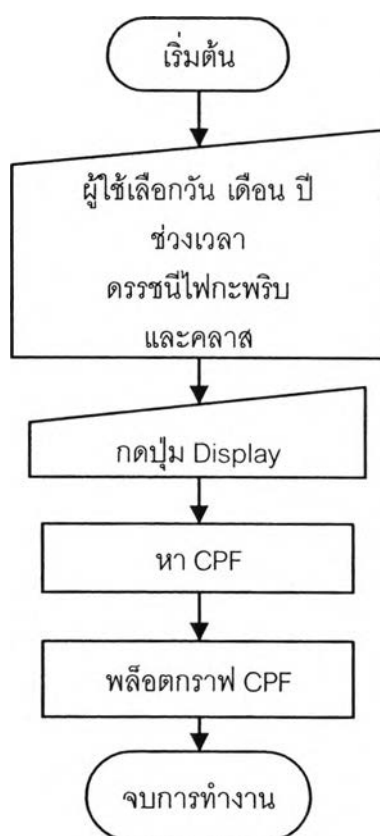 เริ่มต้น
ผู้ใช้เลือกวัน เดือน ปี
ช่วงเวลา
ดรรชนีไฟกะพริบ
และคลาส
กดปุ่ม Display
หา CPF
พล็อตกราฟ CPF
จบการทำงาน